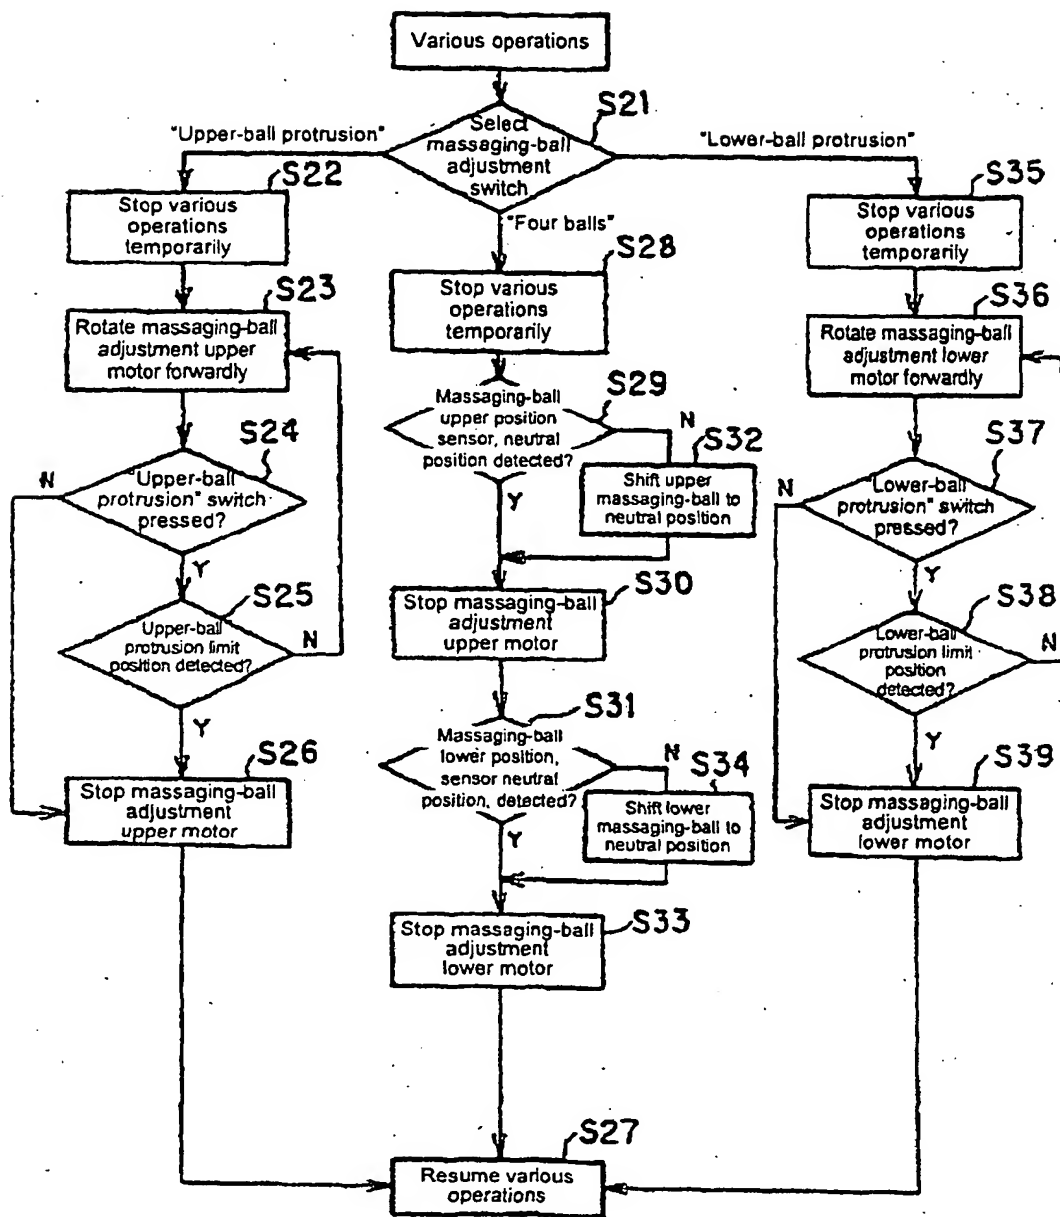 Various operations
S21
Select
massaging-ball
adjustment
switch
"Upper-ball protrusion"
"Lower-ball protrusion"
"Four balls"
S22
Stop various
operations
temporarily
S23
Rotate massaging-ball
adjustment upper
motor forwardly
S24
"Upper-ball
protrusion" switch
pressed?
N
Y
S25
Upper-ball
protrusion limit
position detected?
N
Y
S26
Stop massaging-ball
adjustment
upper motor
S28
Stop various
operations
temporarily
S29
Massaging-ball
upper position
sensor, neutral
position detected?
N
Y
S32
Shift upper
massaging-ball to
neutral position
S30
Stop massaging-ball
adjustment
upper motor
S31
Massaging-ball
lower position,
sensor neutral
position, detected?
N
Y
S34
Shift lower
massaging-ball to
neutral position
S33
Stop massaging-ball
adjustment
lower motor
S35
Stop various
operations
temporarily
S36
Rotate massaging-ball
adjustment lower
motor forwardly
S37
"Lower-ball
protrusion" switch
pressed?
N
Y
S38
Lower-ball
protrusion limit
position
detected?
N
Y
S39
Stop massaging-ball
adjustment
lower motor
S27
Resume various
operations